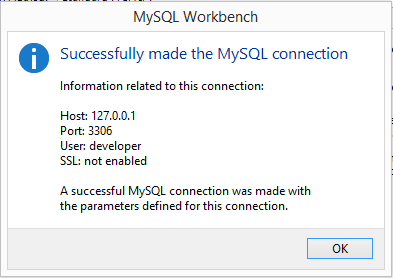 MySQL Workbench
Successfully made the MySQL connection
Information related to this connection:
Host: 127.0.0.1
Port: 3306
User: developer
SSL: not enabled
A successful MySQL connection was made with
the parameters defined for this connection.
OK